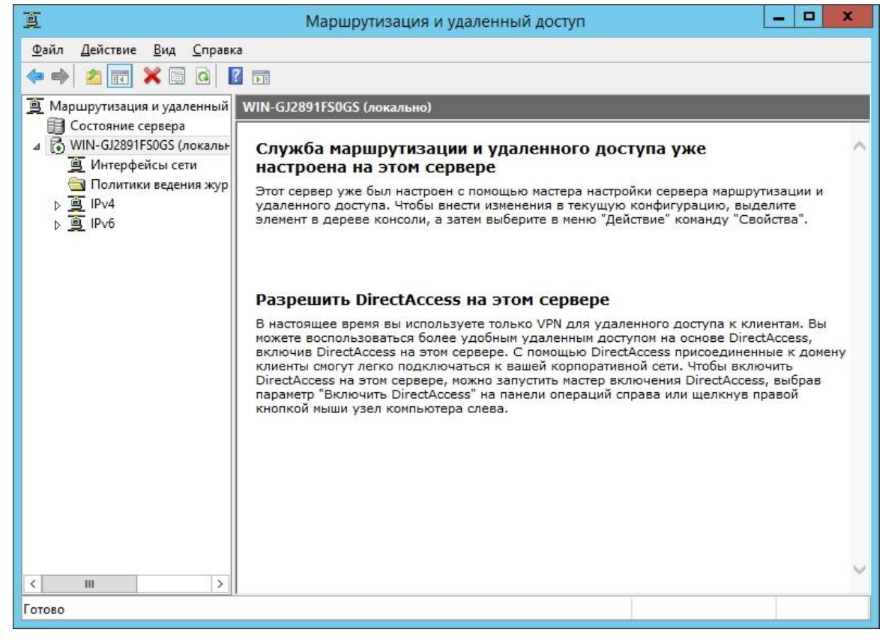 Маршрутизация и удаленный доступ
Файл Действие Вид Справка
Маршрутизация и удаленный
Состояние сервера
WIN-GJ2891FS0GS (локальн
Интерфейсы сети
Политики ведения жур
IPv4
IPv6
WIN-GJ2891FS0GS (локально)
Служба маршрутизации и удаленного доступа уже
настроена на этом сервере
Этот сервер уже был настроен с помощью мастера настройки сервера маршрутизации и
удаленного доступа. Чтобы внести изменения в текущую конфигурацию, выделите
элемент в дереве консоли, а затем выберите в меню "Действие" команду "Свойства".
Разрешить DirectAccess на этом сервере
В настоящее время вы используете только VPN для удаленного доступа к клиентам. Вы
можете воспользоваться более удобным удаленным доступом на основе DirectAccess,
включив DirectAccess на этом сервере. С помощью DirectAccess присоединенные к домену
клиенты смогут легко подключаться к вашей корпоративной сети. Чтобы включить
DirectAccess на этом сервере, можно запустить мастер включения DirectAccess, выбрав
параметр "Включить DirectAccess" на панели операций справа или щелкнув правой
кнопкой мыши узел компьютера слева.
Готово